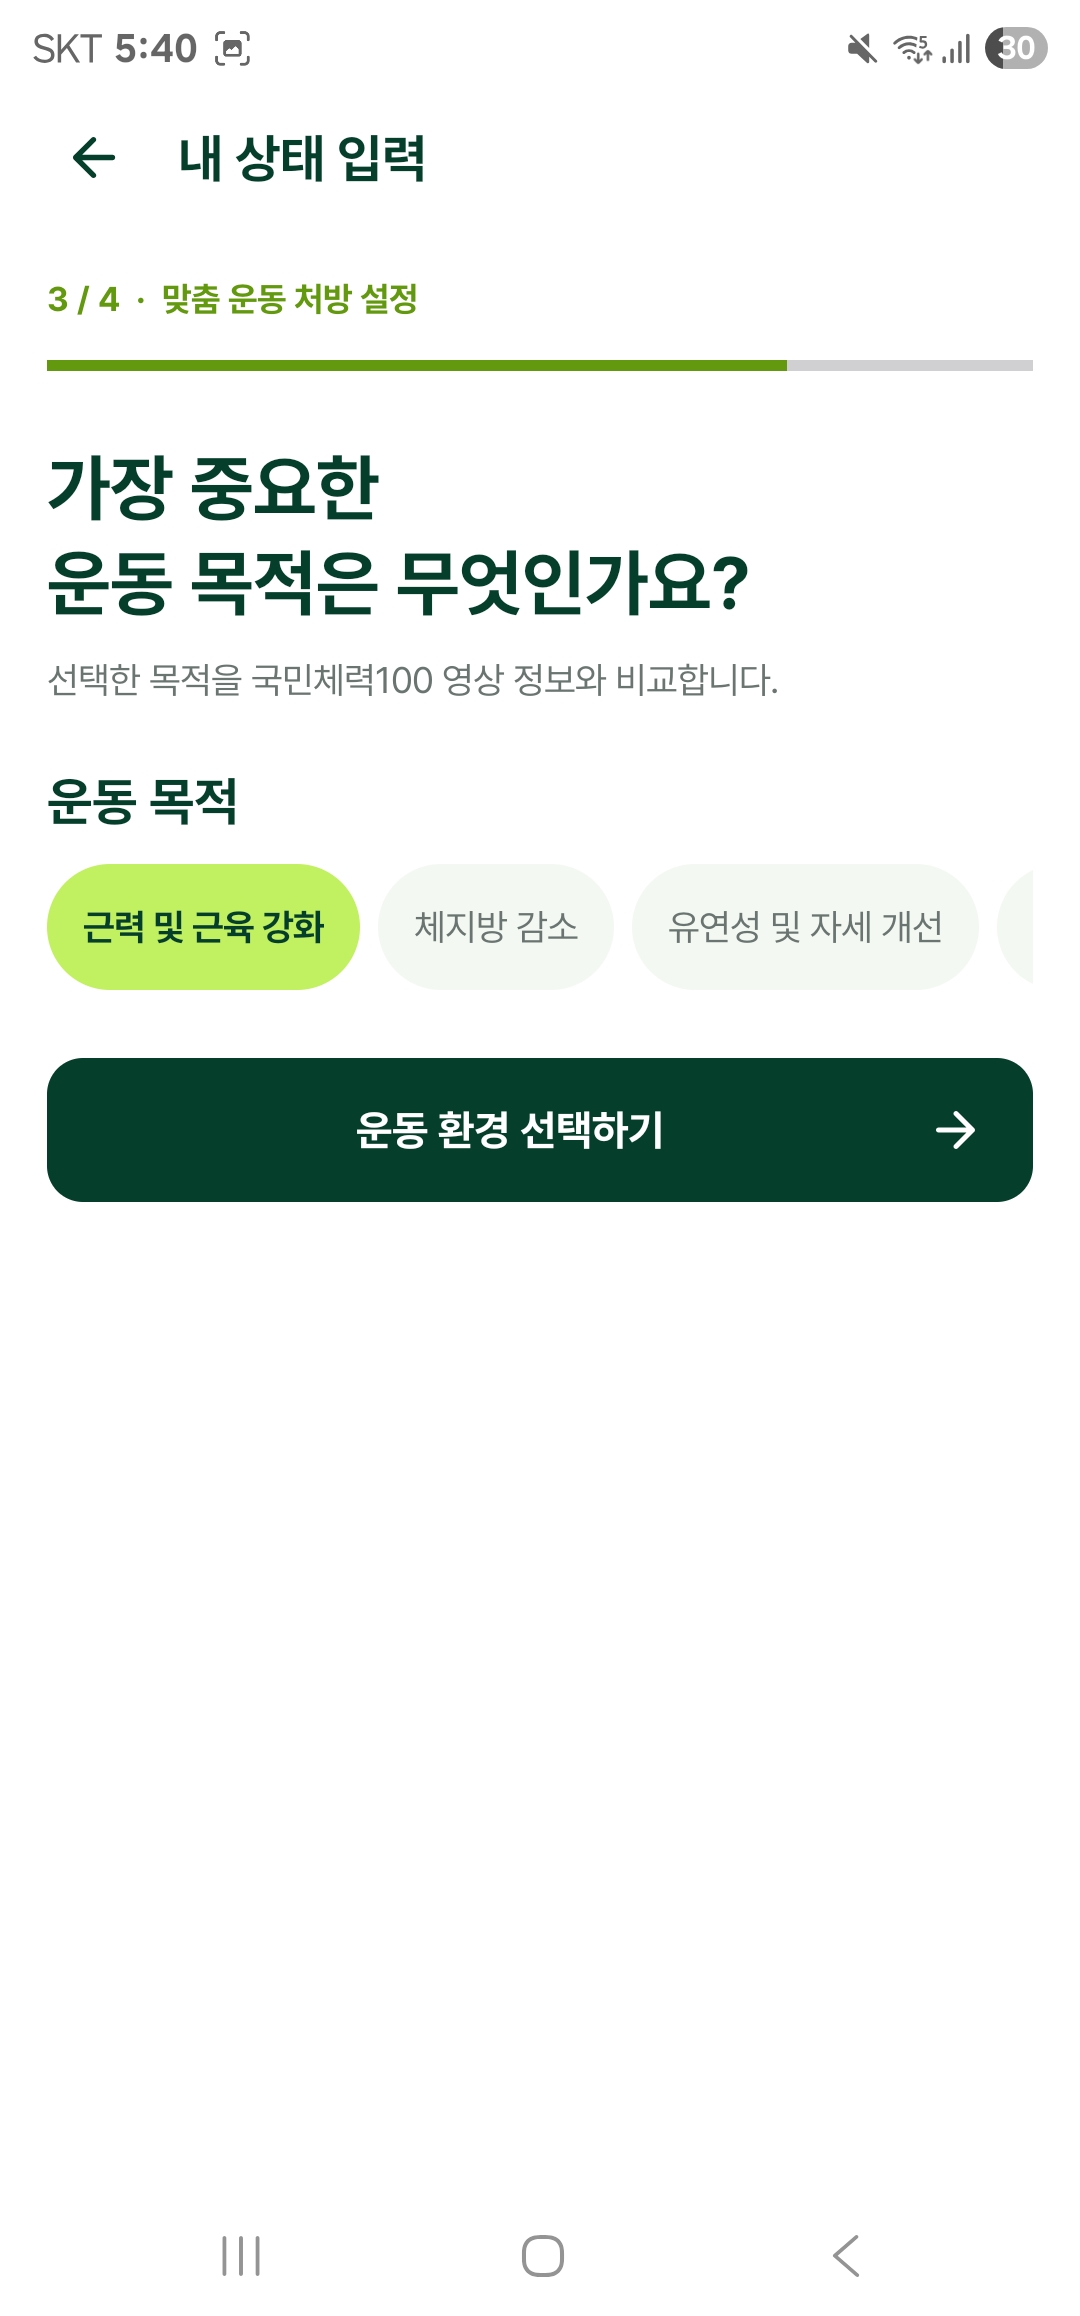 SKT 5:40
5
30
내 상태 입력
3 / 4 · 맞춤 운동 처방 설정
가장 중요한
운동 목적은 무엇인가요?
선택한 목적을 국민체력100 영상 정보와 비교합니다.
운동 목적
근력 및 근육 강화
체지방 감소
유연성 및 자세 개선
운동 환경 선택하기